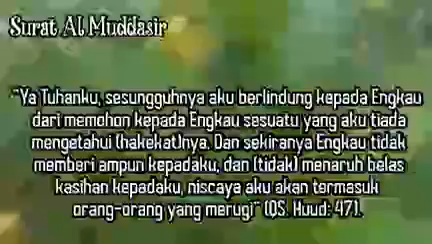 Surat Al Muddasir
"Ya Tuhanku, sesungguhnya aku berlindung kepada Engkau
dari memohon kepada Engkau sesuatu yang aku tiada
mengetahui (hakekat)nya. Dan sekiranya Engkau tidak
memberi ampun kepadaku, dan (tidak) menaruh belas
kasihan kepadaku, niscaya aku akan termasuk
orang-orang yang merugi" (QS. Huud: 47).